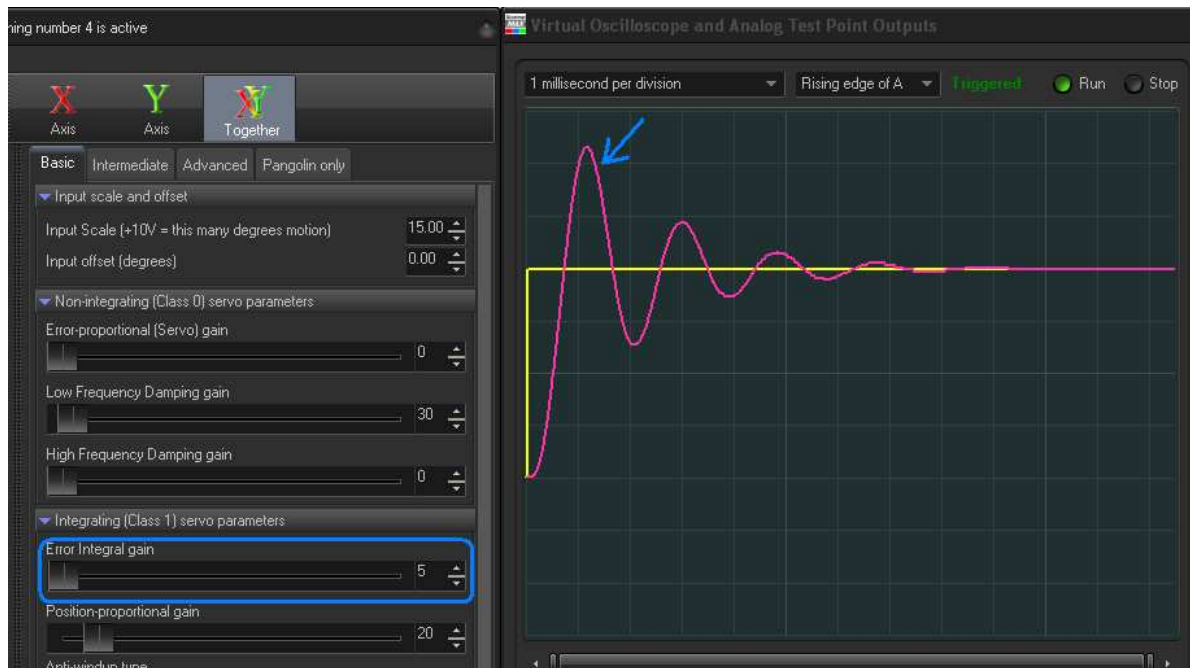 ning number 4 is active
Virtual Oscilloscope and Analog Test Point Outputs
1 millisecond per division
Rising edge of A
Triggered
Run
Stop
X Axis
Y Axis
XY Together
Basic
Intermediate
Advanced
Pangolin only
Input scale and offset
Input Scale (+10V = this many degrees motion)
15.00
Input offset (degrees)
0.00
Non-integrating (Class 0) servo parameters
Error-proportional (Servo) gain
0
Low Frequency Damping gain
30
High Frequency Damping gain
0
Integrating (Class 1) servo parameters
Error Integral gain
5
Position-proportional gain
20
Anti-windup type